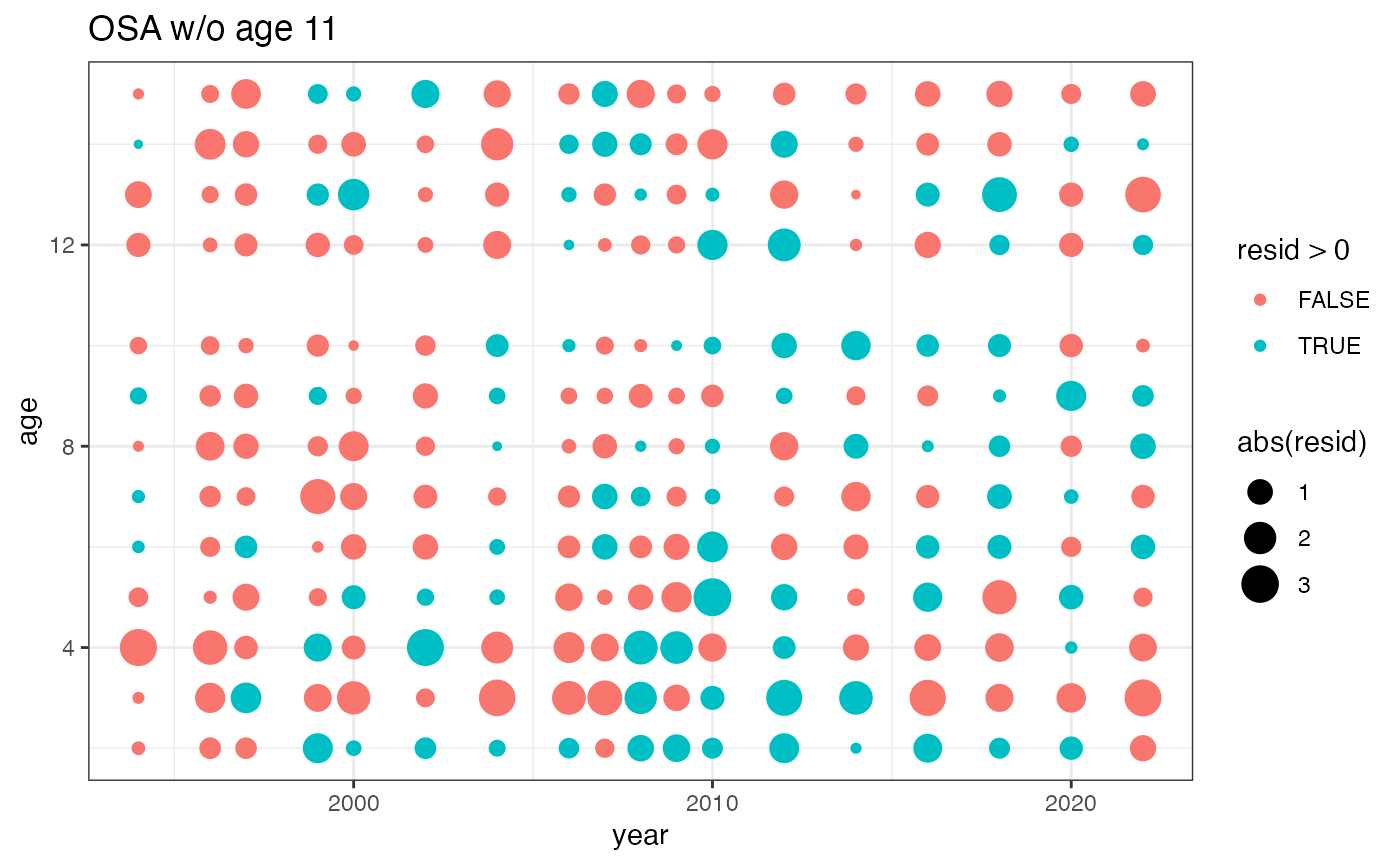 OSA w/o age 11
12
8
4
age
2000 2010 2020
year
resid > 0
FALSE
TRUE
abs(resid)
1
2
3